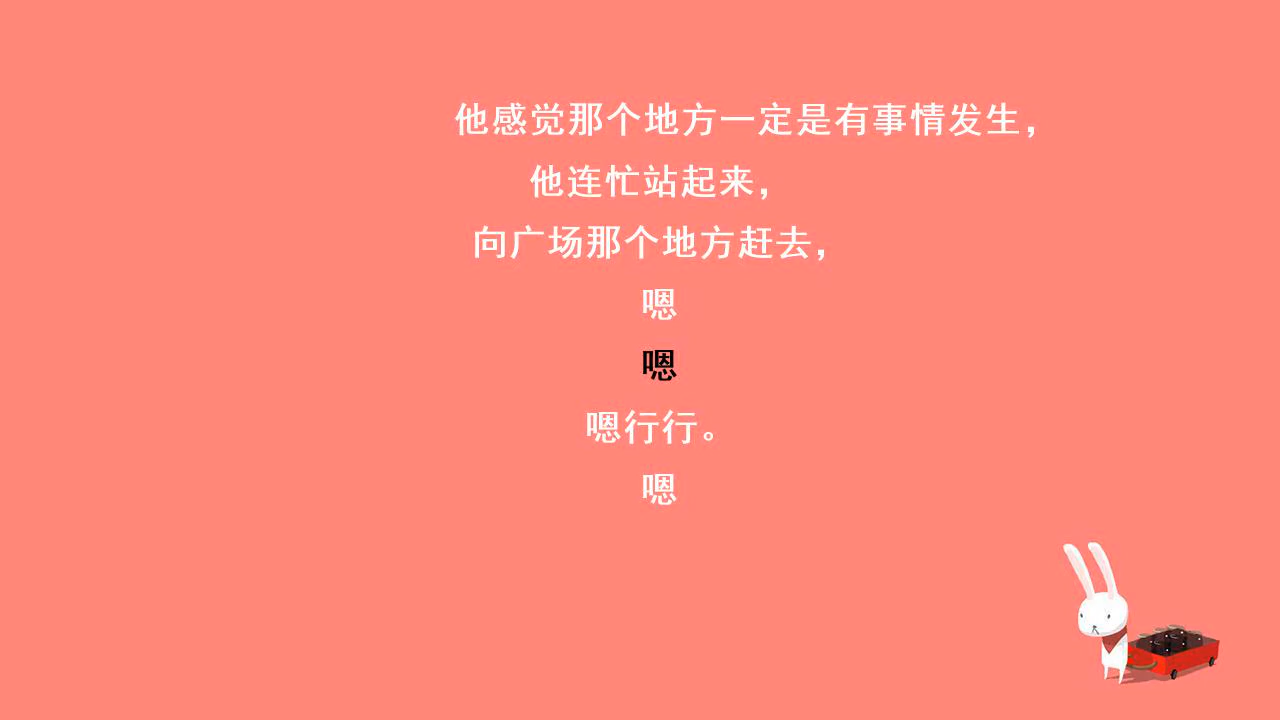 他感觉那个地方一定是有事情发生，
他连忙站起来，
向广场那个地方赶去，
嗯
嗯
嗯行行。
嗯